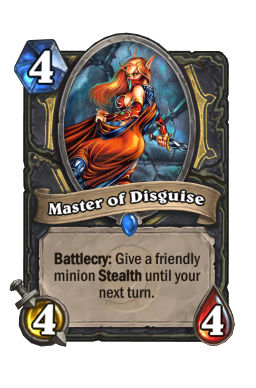 4
Master of Disguise
Battlecry: Give a friendly
minion Stealth until your
next turn.
4 4